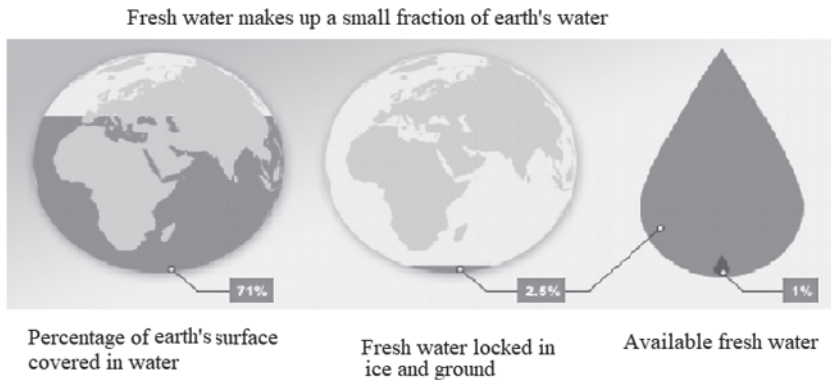 Fresh water makes up a small fraction of earth's water
71%
2.5%
1%
Percentage of earth's surface
covered in water
Fresh water locked in
ice and ground
Available fresh water